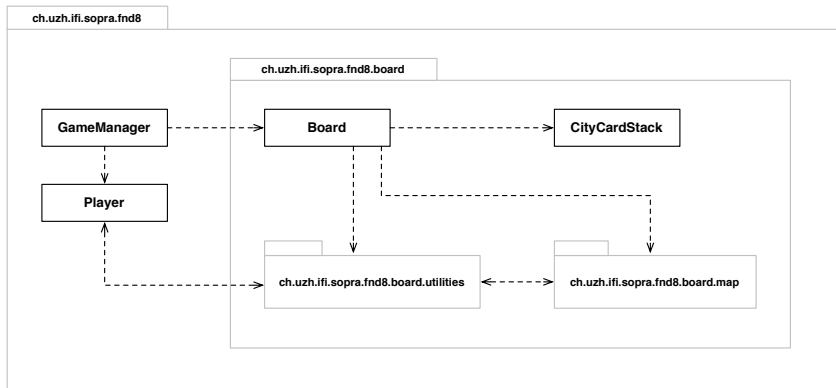 ch.uzh.ifi.sopra.fnd8
ch.uzh.ifi.sopra.fnd8.board
GameManager
Board
CityCardStack
Player
ch.uzh.ifi.sopra.fnd8.board.utilities
ch.uzh.ifi.sopra.fnd8.board.map